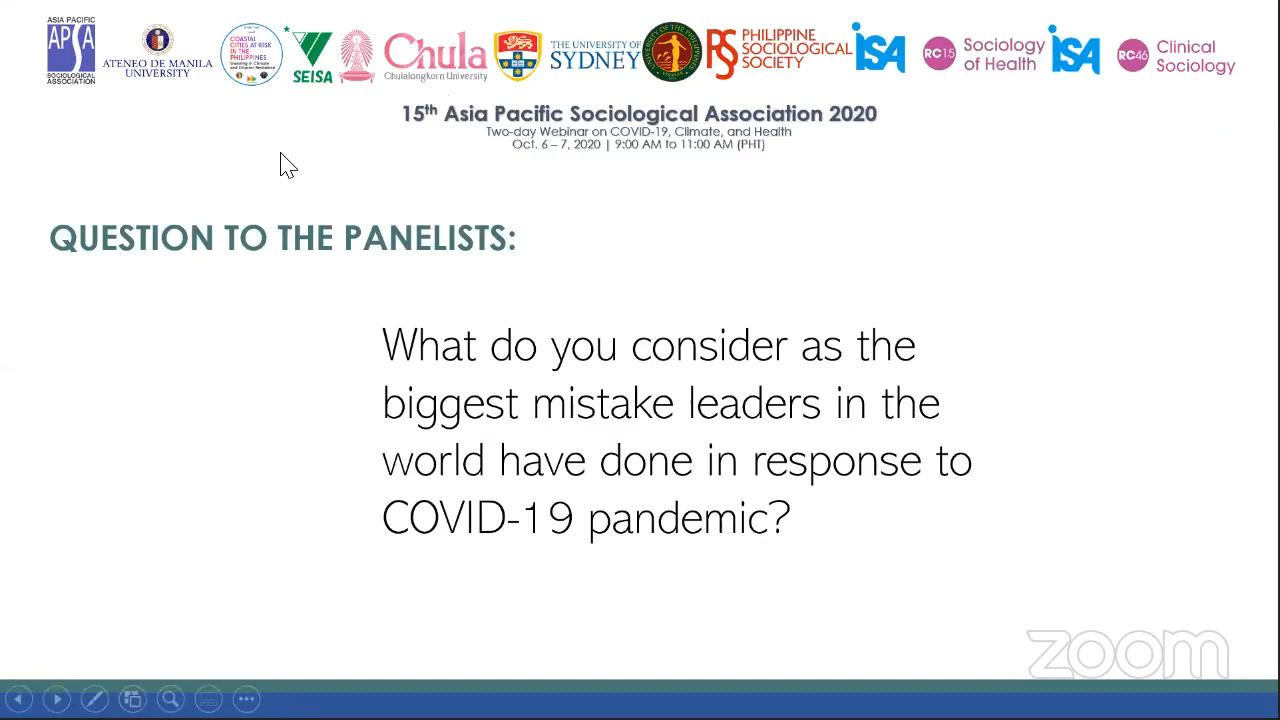 ASIA PACIFIC
APSA
SOCIOLOGICAL
ASSOCIATION
ATENEO DE MANILA
UNIVERSITY
COASTAL
CITIES AT RISK
IN THE
PHILIPPINES
SEISA
Chula
Chulalongkorn University
THE UNIVERSITY OF
SYDNEY
PHILIPPINE
SOCIOLOGICAL
SOCIETY
isa
RC15
Sociology
of Health
isa
RC46
Clinical
Sociology
15th Asia Pacific Sociological Association 2020
Two-day Webinar on COVID-19, Climate, and Health
Oct. 6 – 7, 2020 | 9:00 AM to 11:00 AM (PHT)
QUESTION TO THE PANELISTS:
What do you consider as the
biggest mistake leaders in the
world have done in response to
COVID-19 pandemic?
zoom